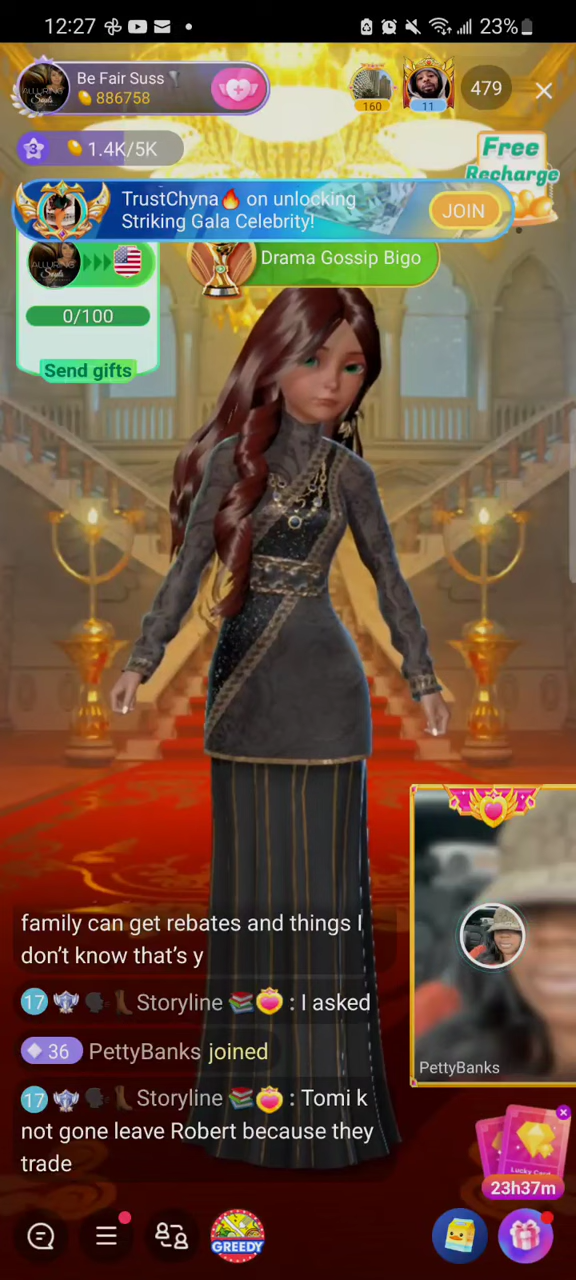 12:27
23%
Be Fair Suss
886758
160
11
479
3
1.4K/5K
Free
Recharge
TrustChyna🔥 on unlocking
Striking Gala Celebrity!
JOIN
ALLURING
Drama Gossip Bigo
0/100
Send gifts
family can get rebates and things I
don't know that's y
17 Storyline 📚💗 : I asked
36 PettyBanks joined
17 Storyline 📚💗 : Tomi k
not gone leave Robert because they
trade
PettyBanks
Lucky Card
23h37m
GREEDY